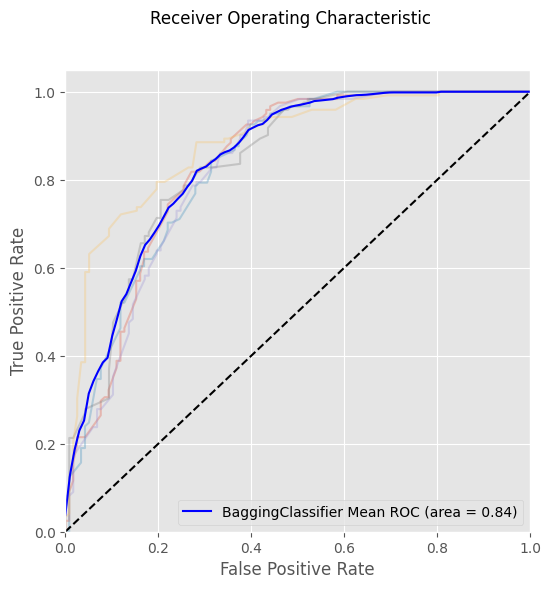 Receiver Operating Characteristic
True Positive Rate
1.0
0.8
0.6
0.4
0.2
0.0
BaggingClassifier Mean ROC (area = 0.84)
0.0 0.2 0.4 0.6 0.8 1.0
False Positive Rate